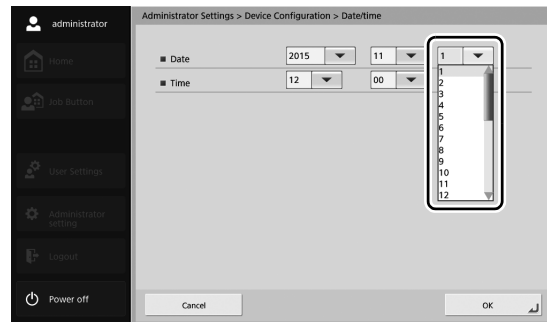 administrator
Administrator Settings > Device Configuration > Date/time
Home
Job Button
User Settings
Administrator
setting
Logout
Power off
■ Date 2015 11 1
■ Time 12 00
1
2
3
4
5
6
7
8
9
10
11
12
Cancel OK